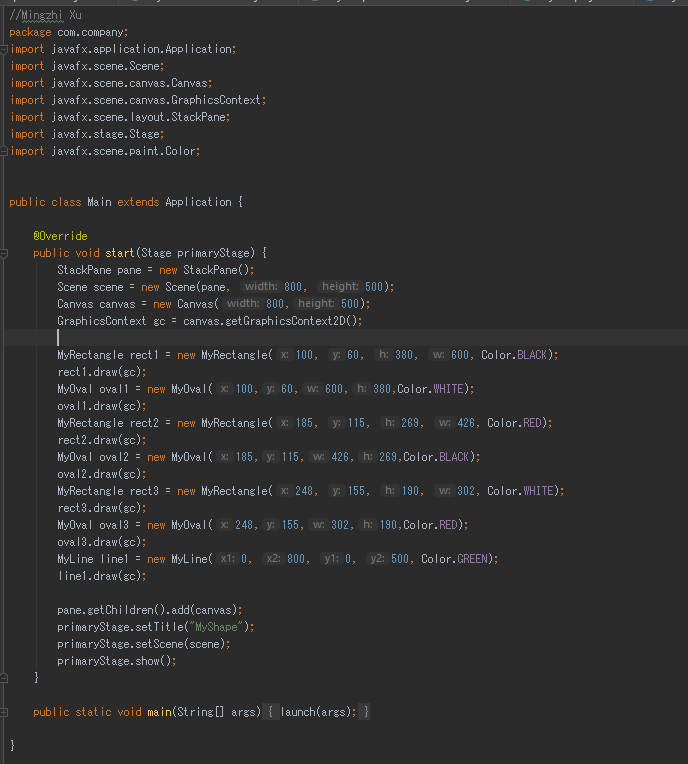 //Mingzhi Xu
package com.company;
import javafx.application.Application;
import javafx.scene.Scene;
import javafx.scene.canvas.Canvas;
import javafx.scene.canvas.GraphicsContext;
import javafx.scene.layout.StackPane;
import javafx.stage.Stage;
import javafx.scene.paint.Color;
public class Main extends Application {
@Override
public void start(Stage primaryStage) {
StackPane pane = new StackPane();
Scene scene = new Scene(pane, width: 800, height: 500);
Canvas canvas = new Canvas( width: 800, height: 500);
GraphicsContext gc = canvas.getGraphicsContext2D();
MyRectangle rect1 = new MyRectangle( x: 100, y: 60, h: 380, w: 600, Color.BLACK);
rect1.draw(gc);
MyOval oval1 = new MyOval( x: 100, y: 60, w: 600, h: 380,Color.WHITE);
oval1.draw(gc);
MyRectangle rect2 = new MyRectangle( x: 185, y: 115, h: 269, w: 426, Color.RED);
rect2.draw(gc);
MyOval oval2 = new MyOval( x: 185, y: 115, w: 426, h: 269,Color.BLACK);
oval2.draw(gc);
MyRectangle rect3 = new MyRectangle( x: 248, y: 155, h: 190, w: 302, Color.WHITE);
rect3.draw(gc);
MyOval oval3 = new MyOval( x: 248, y: 155, w: 302, h: 190,Color.RED);
oval3.draw(gc);
MyLine line1 = new MyLine( x1: 0, x2: 800, y1: 0, y2: 500, Color.GREEN);
line1.draw(gc);
pane.getChildren().add(canvas);
primaryStage.setTitle("MyShape");
primaryStage.setScene(scene);
primaryStage.show();
}
public static void main(String[] args) { launch(args); }
}